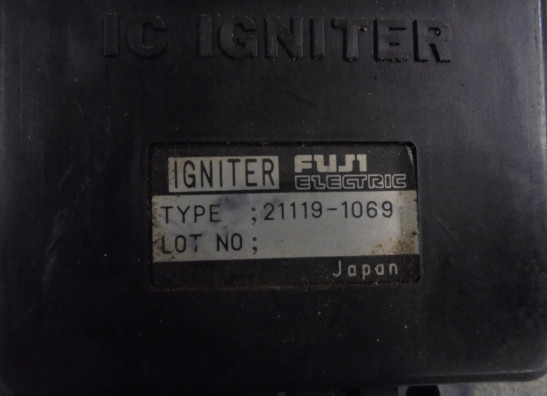 IC IGNITER
IGNITER FUJI
ELECTRIC
TYPE ;21119-1069
LOT NO;
Japan